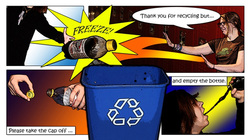 FREEZE!
Thank you for recycling but...
Please take the cap off ...
and empty the bottle.